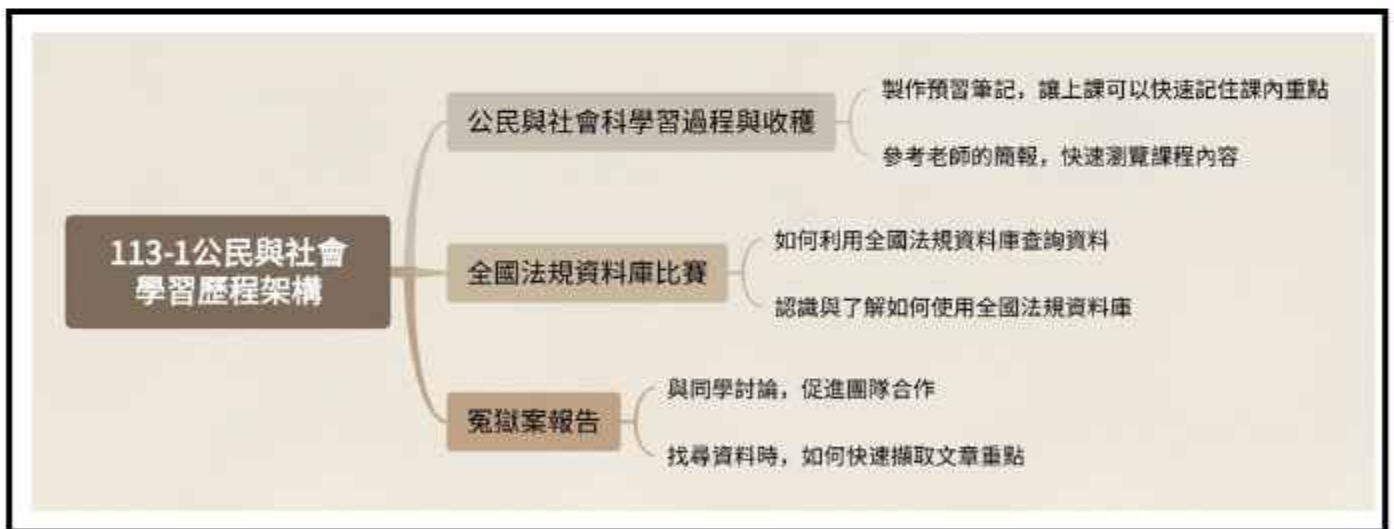 113-1公民與社會
學習歷程架構
公民與社會科學習過程與收穫
製作預習筆記，讓上課可以快速記住課內重點
參考老師的簡報，快速瀏覽課程內容
全國法規資料庫比賽
如何利用全國法規資料庫查詢資料
認識與了解如何使用全國法規資料庫
冤獄案報告
與同學討論，促進團隊合作
找尋資料時，如何快速擷取文章重點